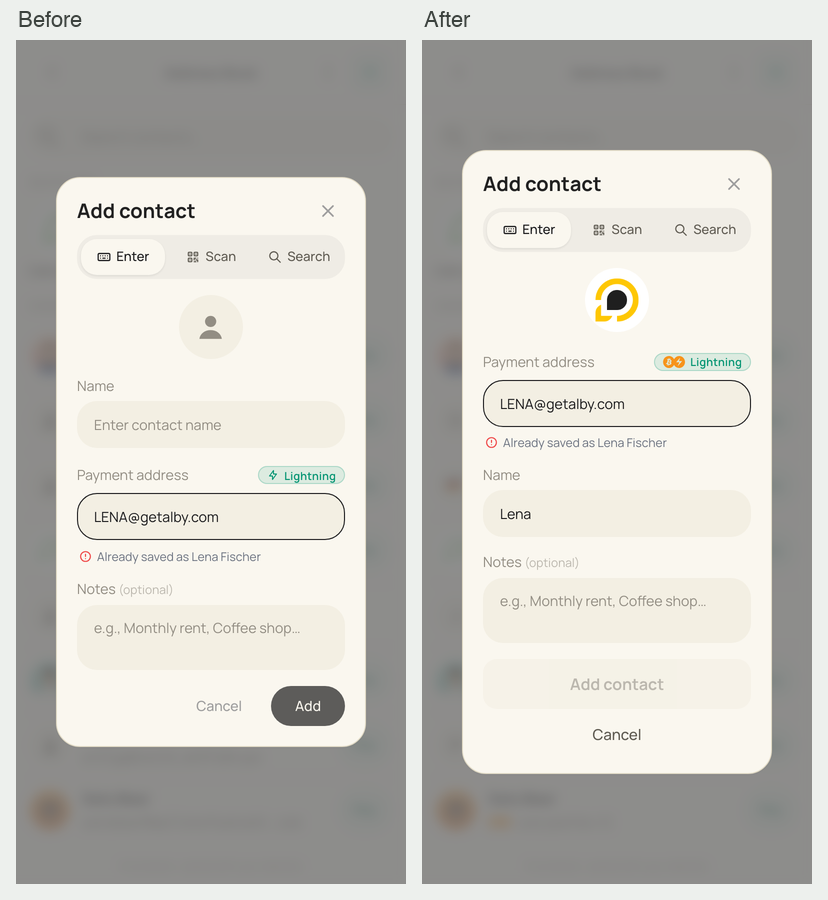 Before
Add contact
Enter Scan Search
Name
Enter contact name
Payment address Lightning
LENA@getalby.com
Already saved as Lena Fischer
Notes (optional)
e.g., Monthly rent, Coffee shop...
Cancel Add
After
Add contact
Enter Scan Search
Payment address Lightning
LENA@getalby.com
Already saved as Lena Fischer
Name
Lena
Notes (optional)
e.g., Monthly rent, Coffee shop...
Add contact
Cancel